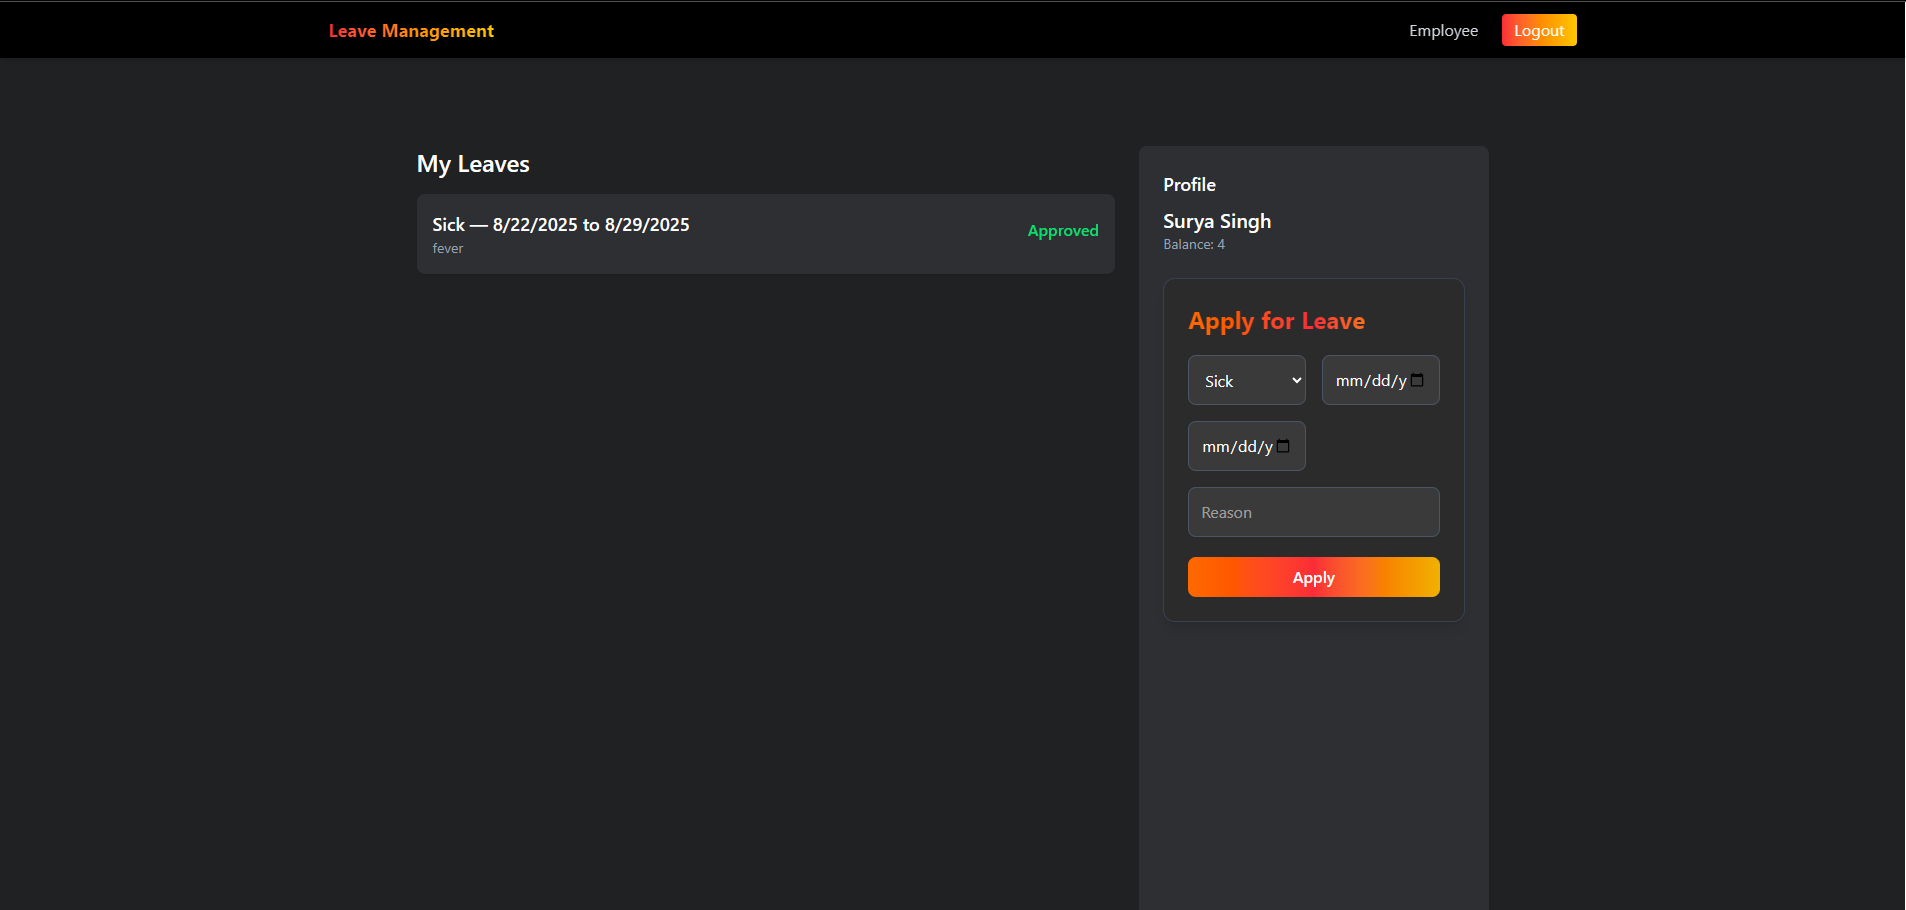 Leave Management
Employee
Logout
My Leaves
Sick — 8/22/2025 to 8/29/2025
fever
Approved
Profile
Surya Singh
Balance: 4
Apply for Leave
Sick
mm/dd/y
mm/dd/y
Reason
Apply